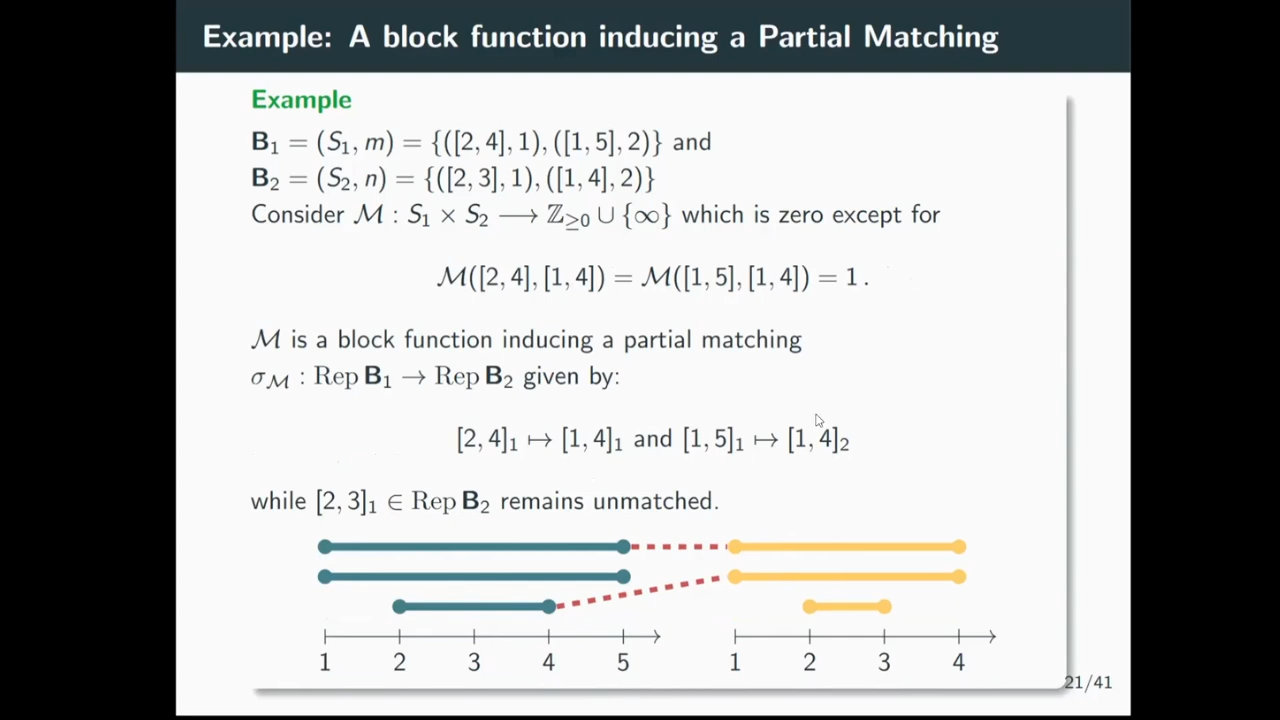 Example: A block function inducing a Partial Matching
Example
B₁ = (S₁, m) = {([2, 4], 1), ([1, 5], 2)} and
B₂ = (S₂, n) = {([2, 3], 1), ([1, 4], 2)}
Consider ℳ : S₁ × S₂ ⟶ ℤ≥0 ∪ {∞} which is zero except for
ℳ([2, 4], [1, 4]) = ℳ([1, 5], [1, 4]) = 1 .
ℳ is a block function inducing a partial matching
σ_ℳ : Rep B₁ → Rep B₂ given by:
[2, 4]₁ ↦ [1, 4]₁ and [1, 5]₁ ↦ [1, 4]₂
while [2, 3]₁ ∈ Rep B₂ remains unmatched.
1 2 3 4 5 1 2 3 4
21/41